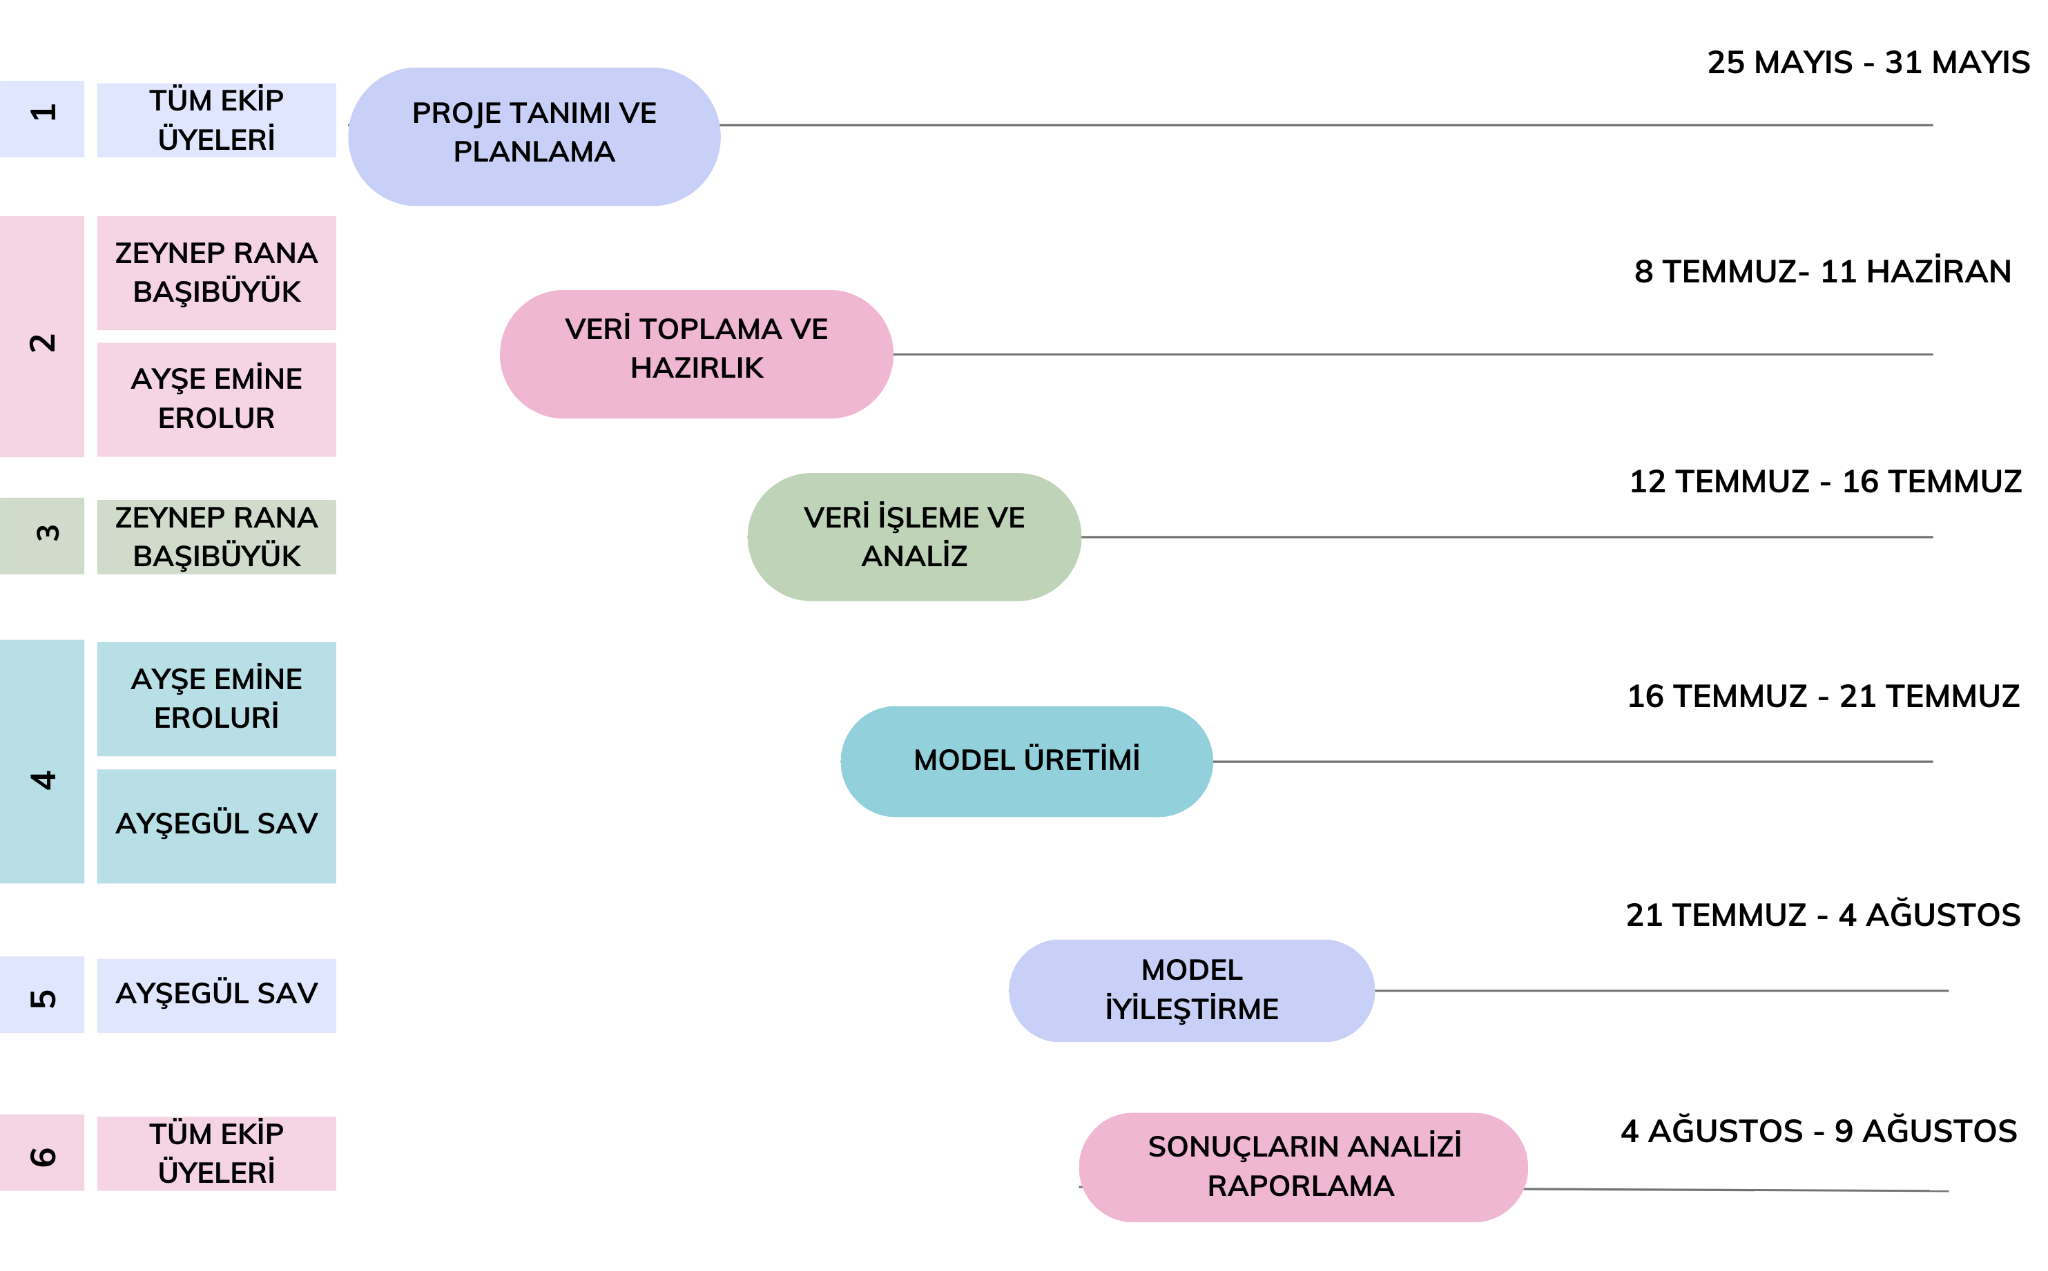 25 MAYIS - 31 MAYIS
1
TÜM EKİP
ÜYELERİ
PROJE TANIMI VE
PLANLAMA
2
ZEYNEP RANA
BAŞIBÜYÜK
AYŞE EMİNE
EROLUR
VERİ TOPLAMA VE
HAZIRLIK
8 TEMMUZ- 11 HAZİRAN
3
ZEYNEP RANA
BAŞIBÜYÜK
VERİ İŞLEME VE
ANALİZ
12 TEMMUZ - 16 TEMMUZ
4
AYŞE EMİNE
EROLURİ
AYŞEGÜL SAV
MODEL ÜRETİMİ
16 TEMMUZ - 21 TEMMUZ
5
AYŞEGÜL SAV
MODEL
İYİLEŞTİRME
21 TEMMUZ - 4 AĞUSTOS
6
TÜM EKİP
ÜYELERİ
SONUÇLARIN ANALİZİ
RAPORLAMA
4 AĞUSTOS - 9 AĞUSTOS